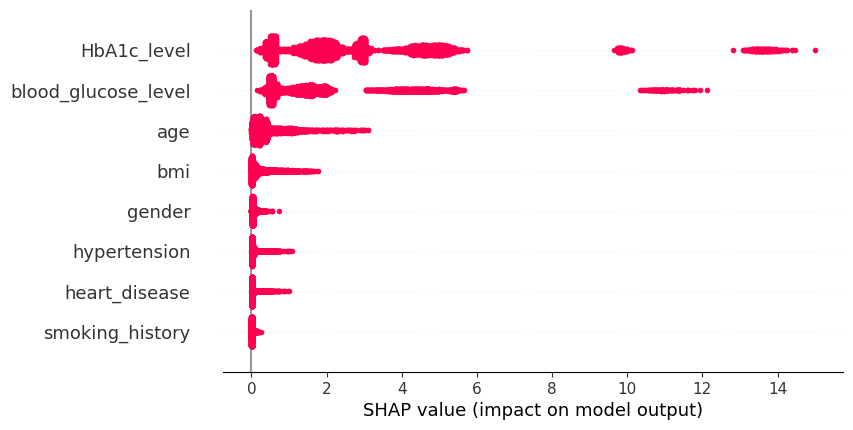 HbA1c_level
blood_glucose_level
age
bmi
gender
hypertension
heart_disease
smoking_history
0 2 4 6 8 10 12 14
SHAP value (impact on model output)